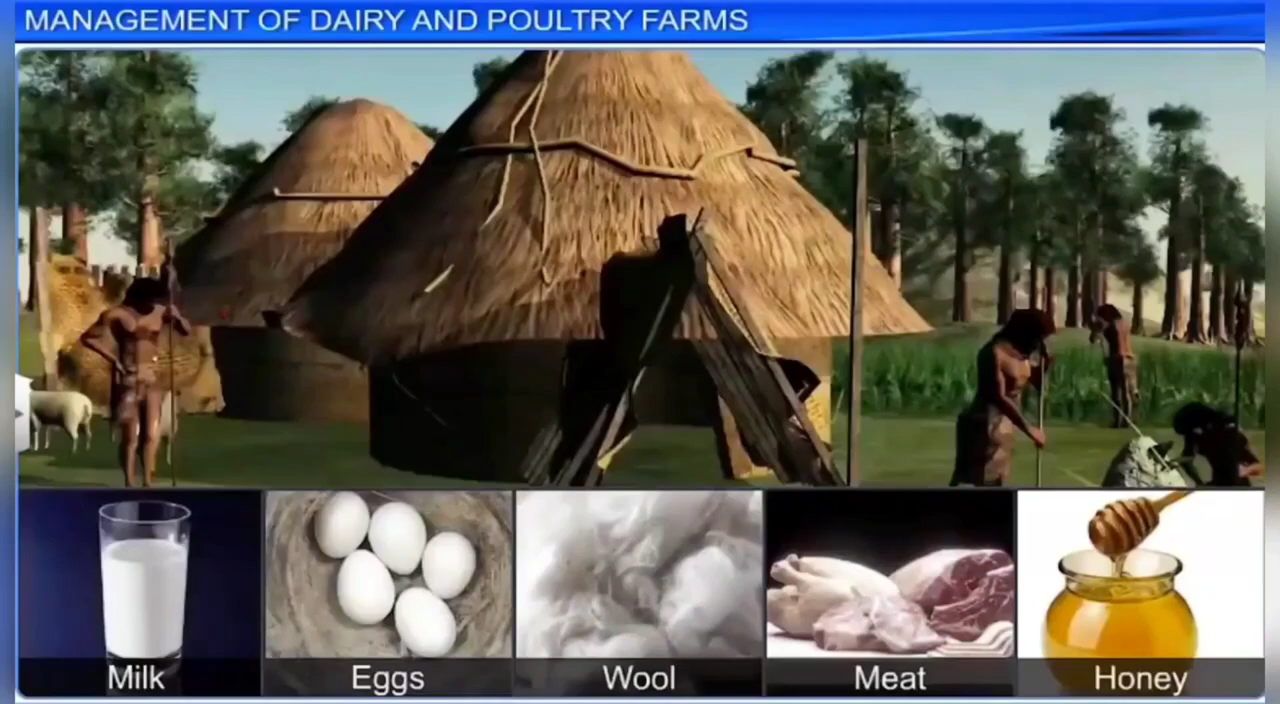 MANAGEMENT OF DAIRY AND POULTRY FARMS
Milk
Eggs
Wool
Meat
Honey